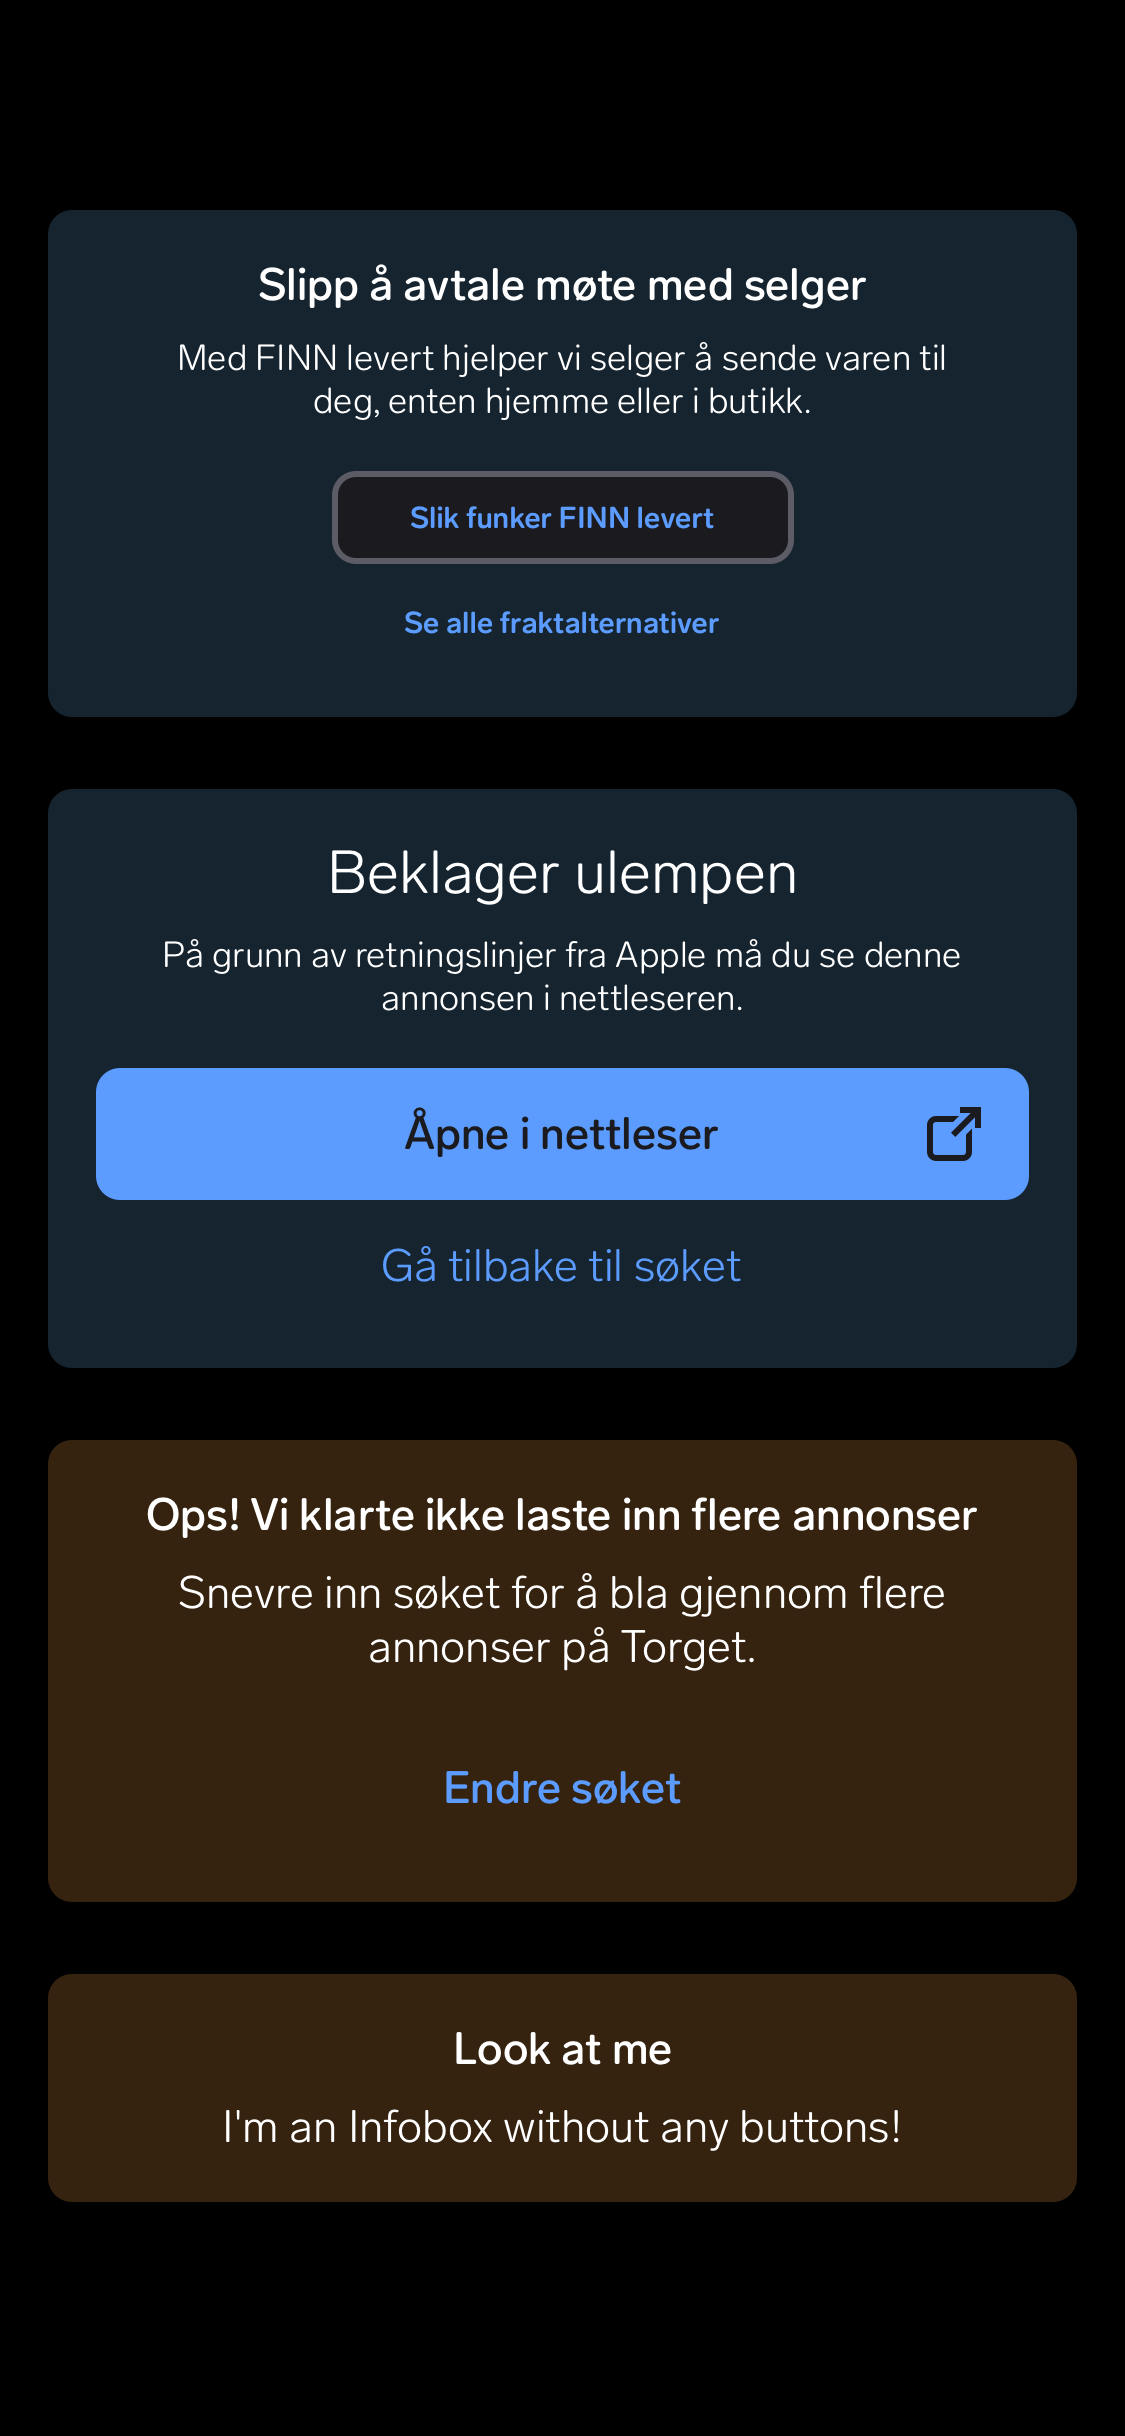 Slipp å avtale møte med selger
Med FINN levert hjelper vi selger å sende varen til
deg, enten hjemme eller i butikk.
Slik funker FINN levert
Se alle fraktalternativer
Beklager ulempen
På grunn av retningslinjer fra Apple må du se denne
annonsen i nettleseren.
Åpne i nettleser
Gå tilbake til søket
Ops! Vi klarte ikke laste inn flere annonser
Snevre inn søket for å bla gjennom flere
annonser på Torget.
Endre søket
Look at me
I'm an Infobox without any buttons!